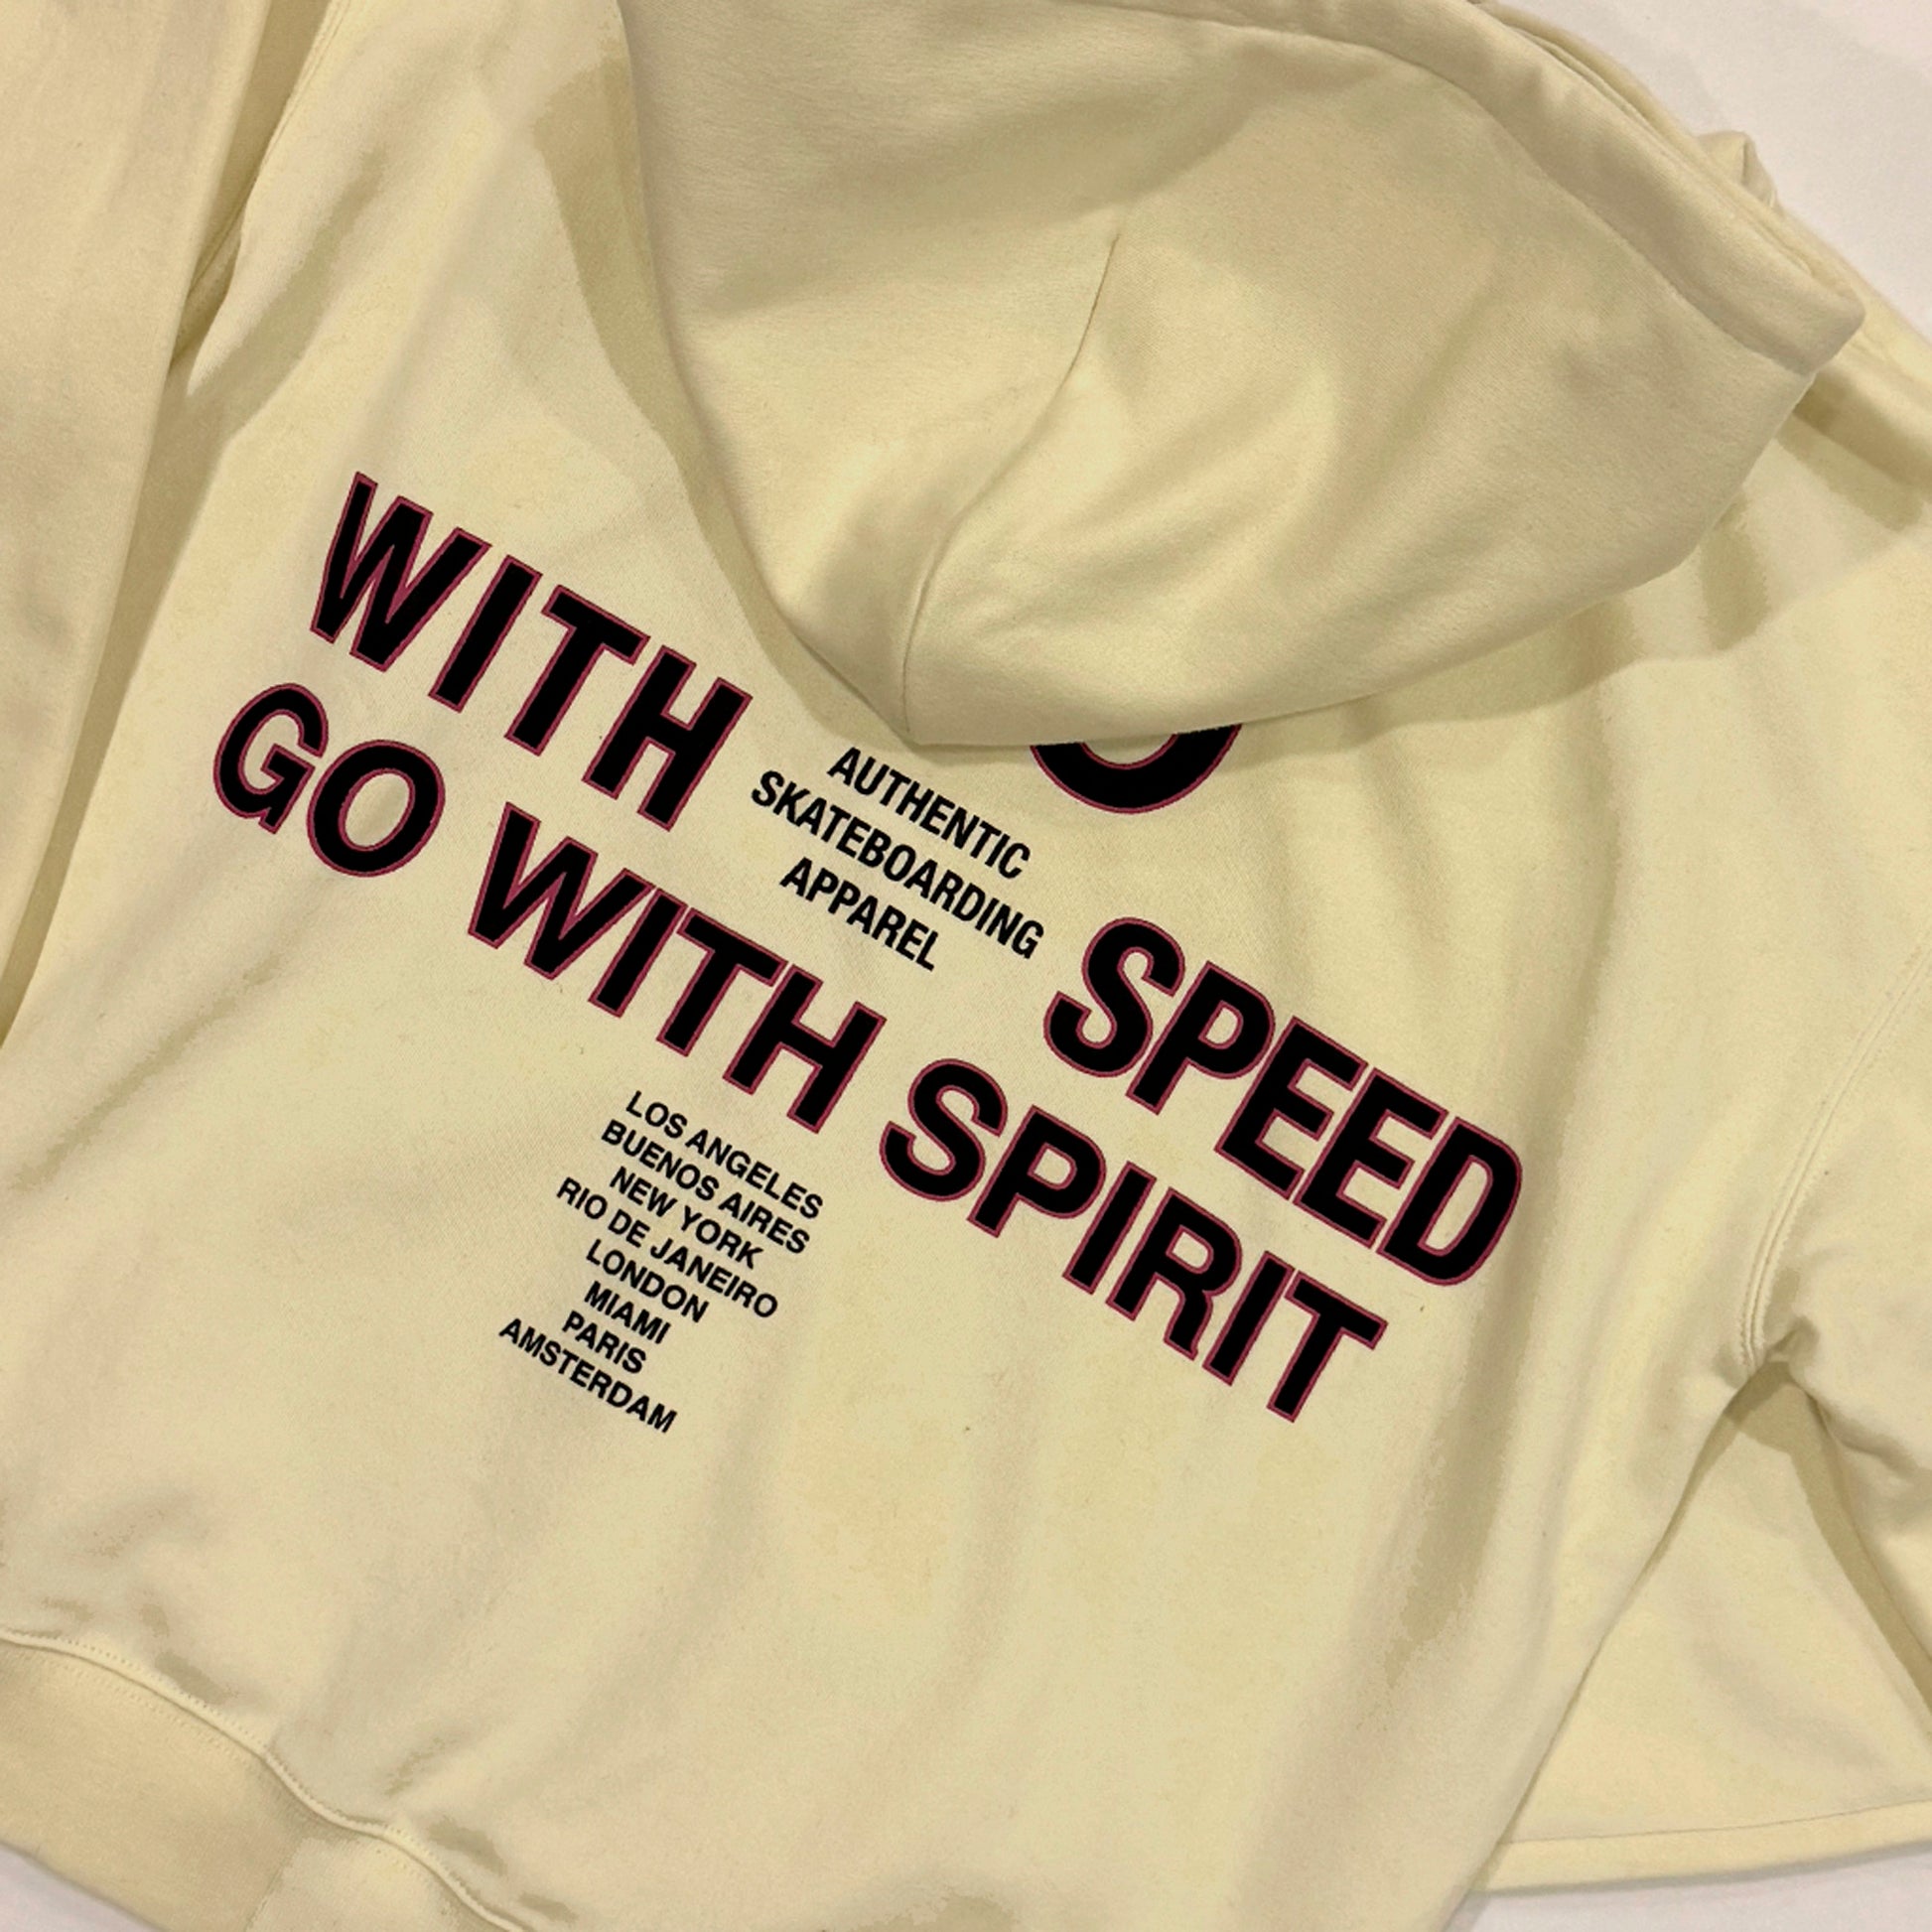 WITH SPEED
AUTHENTIC
SKATEBOARDING
APPAREL
GO WITH SPIRIT
LOS ANGELES
BUENOS AIRES
NEW YORK
RIO DE JANEIRO
LONDON
MIAMI
PARIS
AMSTERDAM